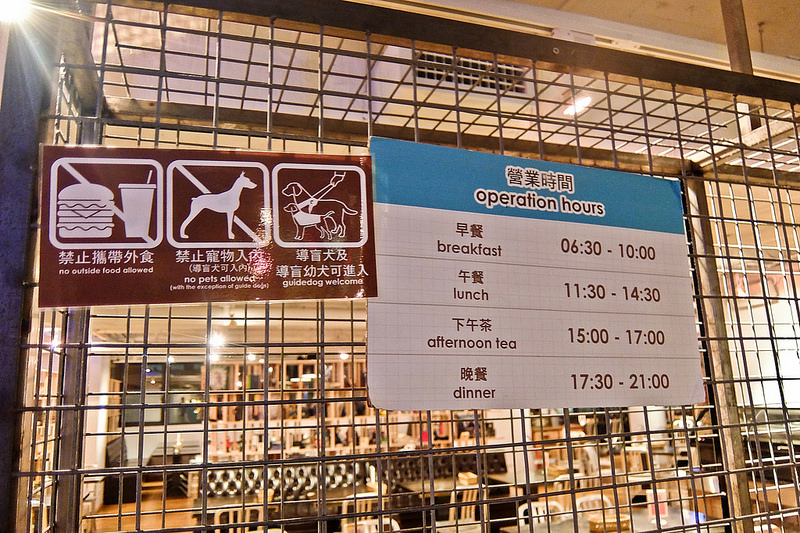 禁止攜帶外食
no outside food allowed
禁止寵物入內
(導盲犬可入內)
no pets allowed
(with the exception of guide dogs)
導盲犬及
導盲幼犬可進入
guidedog welcome
營業時間
operation hours
早餐
breakfast
06:30 - 10:00
午餐
lunch
11:30 - 14:30
下午茶
afternoon tea
15:00 - 17:00
晚餐
dinner
17:30 - 21:00